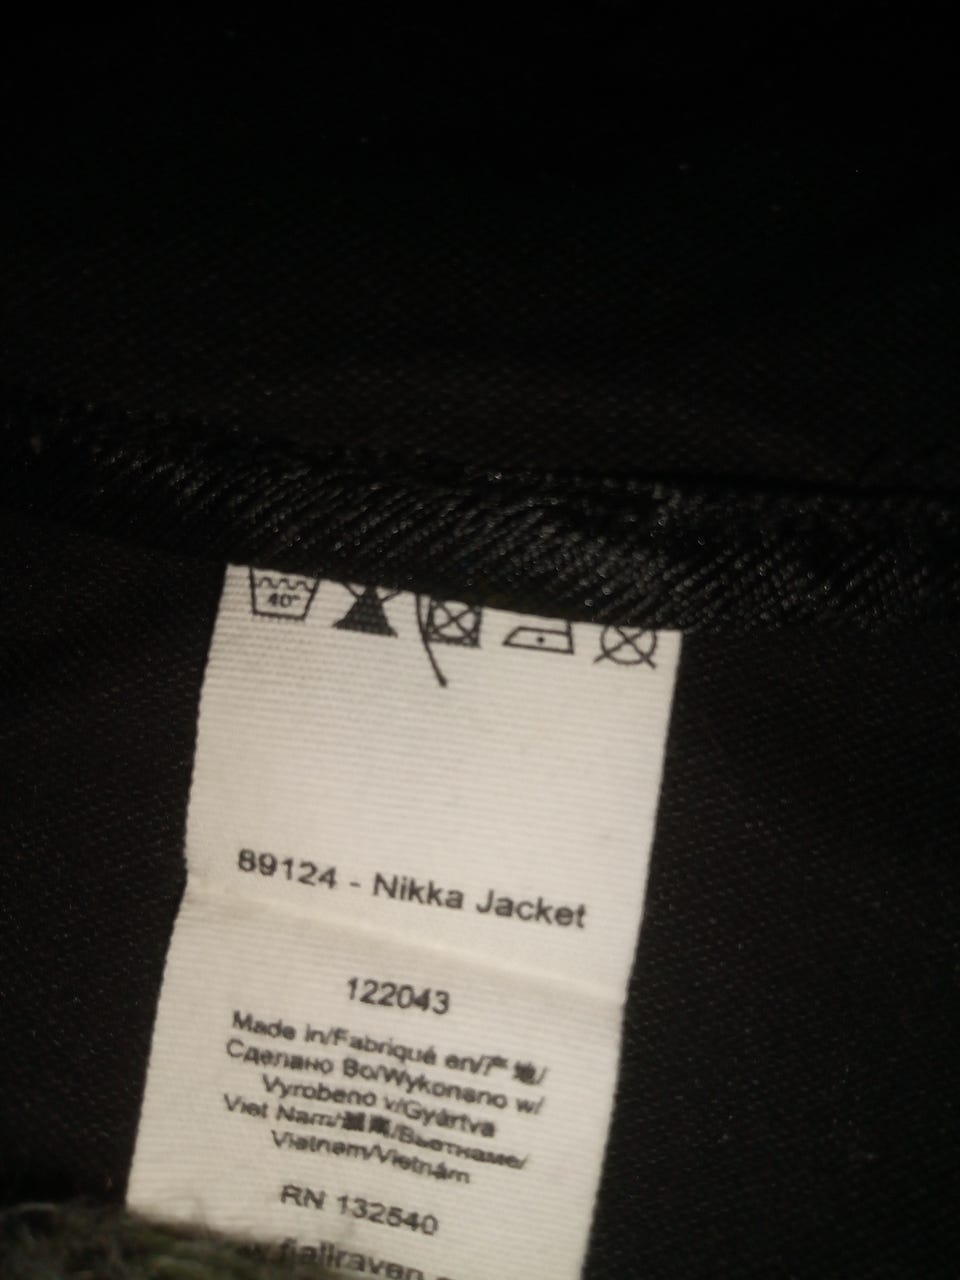 40°
89124 - Nikka Jacket
122043
Made in/Fabriqué en/产地/
Сделано Во/Wykonano w/
Vyrobeno v/Gyártva
Viet Nam/越南/Вьетнаме/
Vietnam/Vietnám
RN 132540
fjallraven